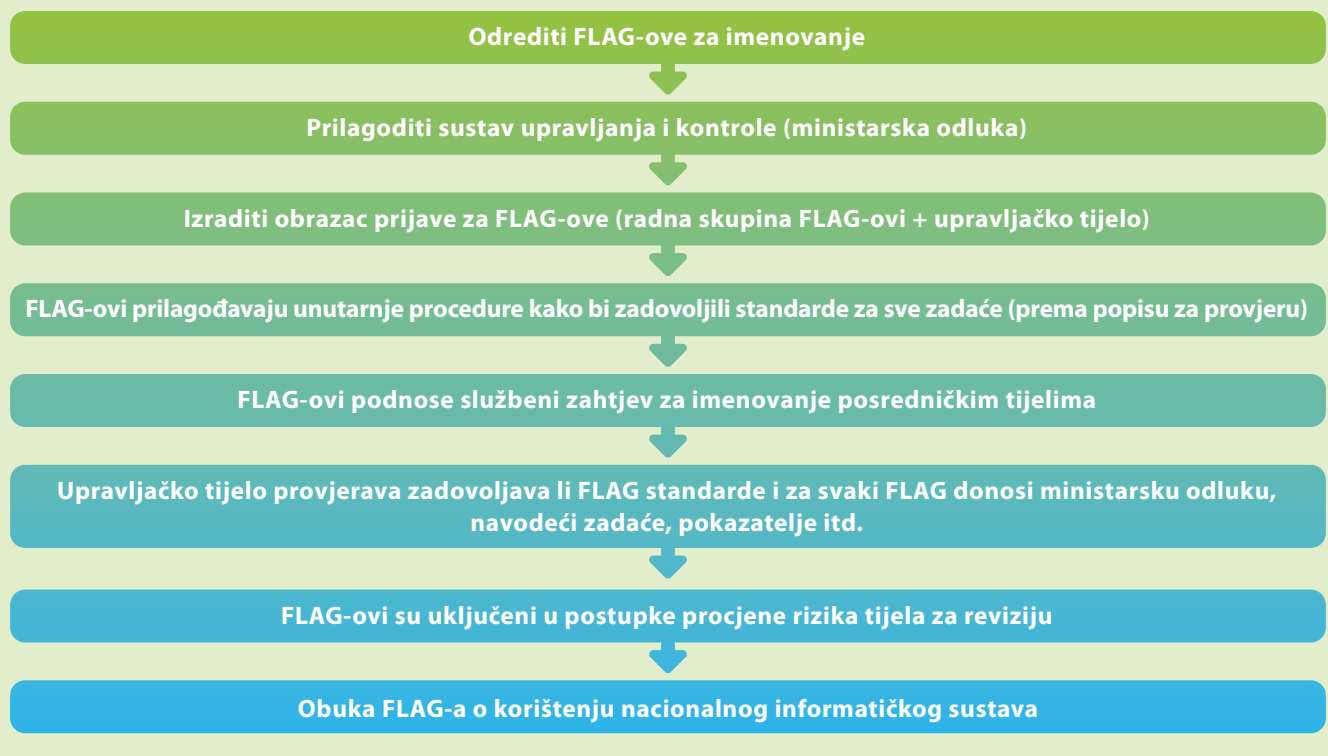 Odrediti FLAG-ove za imenovanje
Prilagoditi sustav upravljanja i kontrole (ministarska odluka)
Izraditi obrazac prijave za FLAG-ove (radna skupina FLAG-ovi + upravljačko tijelo)
FLAG-ovi prilagođavaju unutarnje procedure kako bi zadovoljili standarde za sve zadaće (prema popisu za provjeru)
FLAG-ovi podnose službeni zahtjev za imenovanje posredničkim tijelima
Upravljačko tijelo provjerava zadovoljava li FLAG standarde i za svaki FLAG donosi ministarsku odluku,
navodeći zadaće, pokazatelje itd.
FLAG-ovi su uključeni u postupke procjene rizika tijela za reviziju
Obuka FLAG-a o korištenju nacionalnog informatičkog sustava